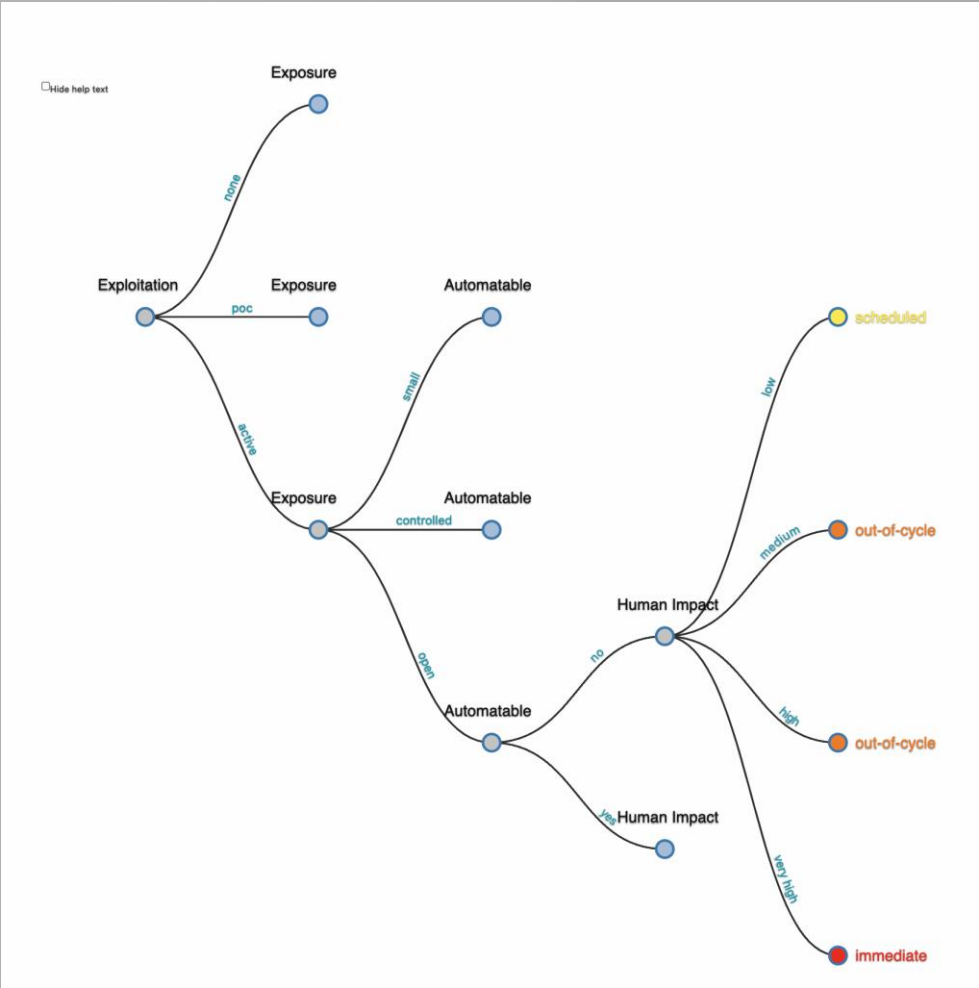 Exposure
Hide help text
none
Exploitation
Exposure
Automatable
poc
scheduled
small
low
active
Exposure
Automatable
controlled
out-of-cycle
medium
Human Impact
no
open
Automatable
high
out-of-cycle
yes
Human Impact
very high
immediate